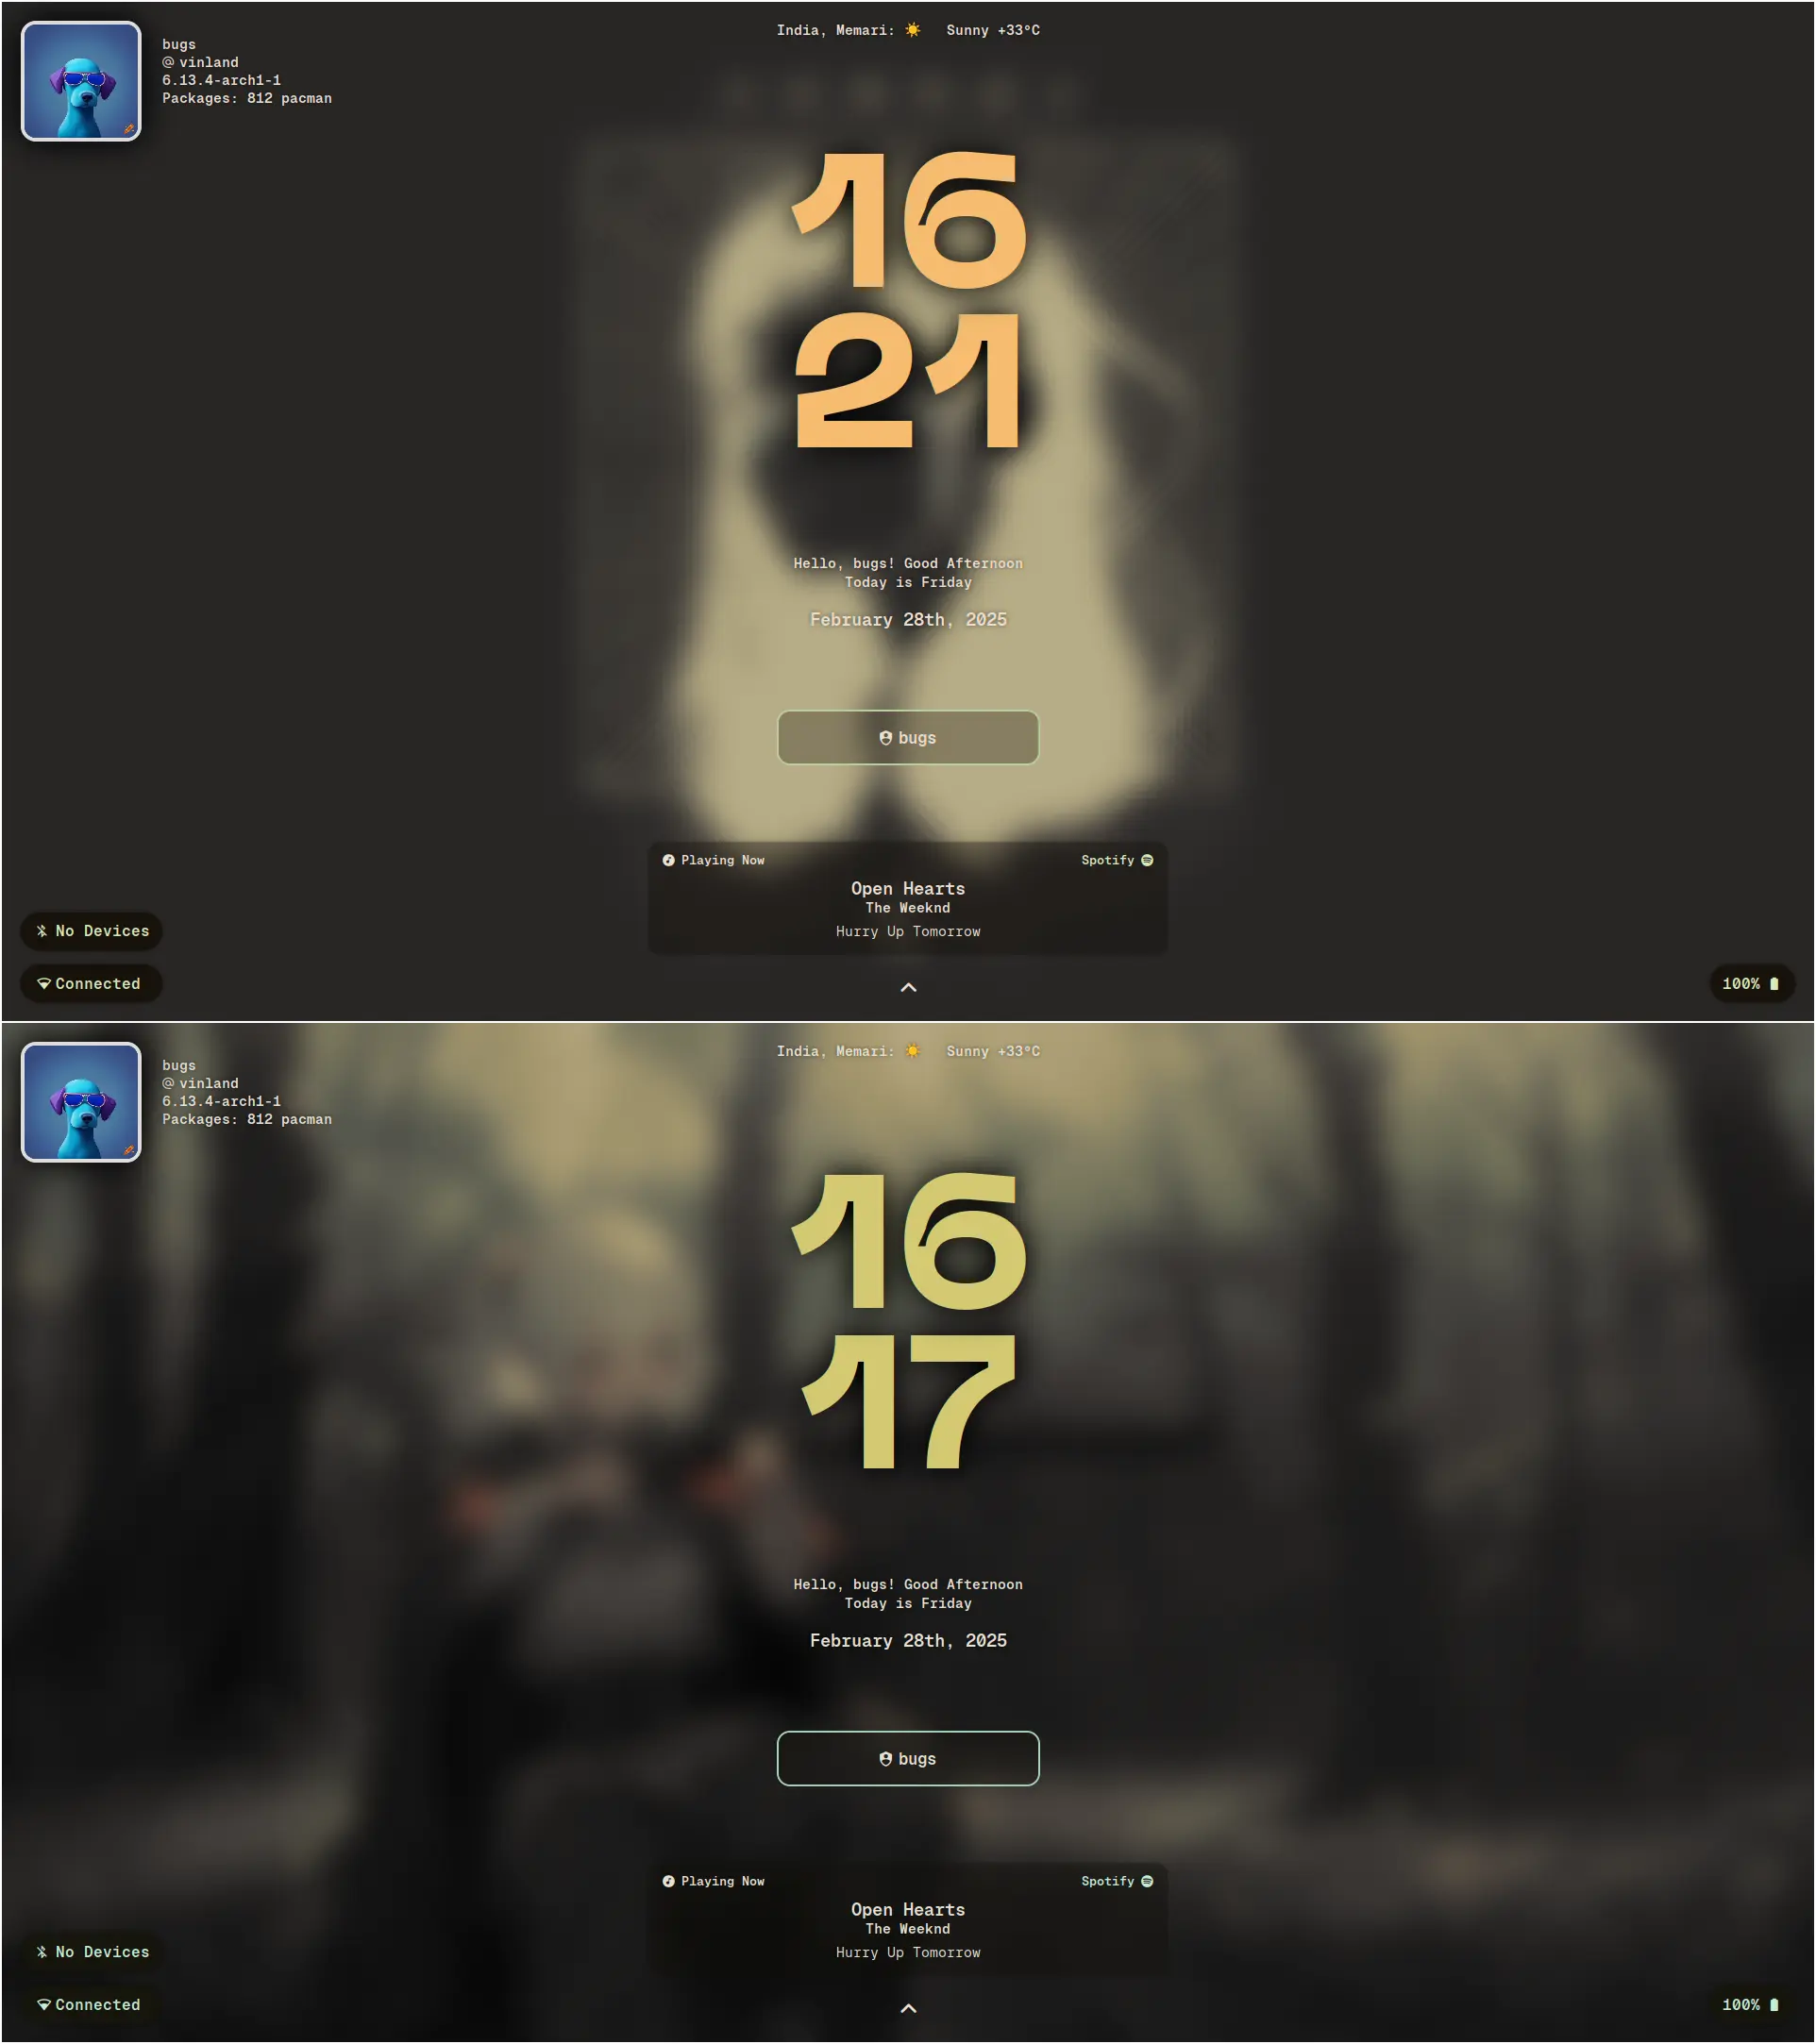 India, Memari: ☀️ Sunny +33°C
bugs
@ vinland
6.13.4-arch1-1
Packages: 812 pacman
16
21
Hello, bugs! Good Afternoon
Today is Friday
February 28th, 2025
bugs
Playing Now
Spotify
Open Hearts
The Weeknd
Hurry Up Tomorrow
No Devices
Connected
100%
India, Memari: ☀️ Sunny +33°C
bugs
@ vinland
6.13.4-arch1-1
Packages: 812 pacman
16
17
Hello, bugs! Good Afternoon
Today is Friday
February 28th, 2025
bugs
Playing Now
Spotify
Open Hearts
The Weeknd
Hurry Up Tomorrow
No Devices
Connected
100%